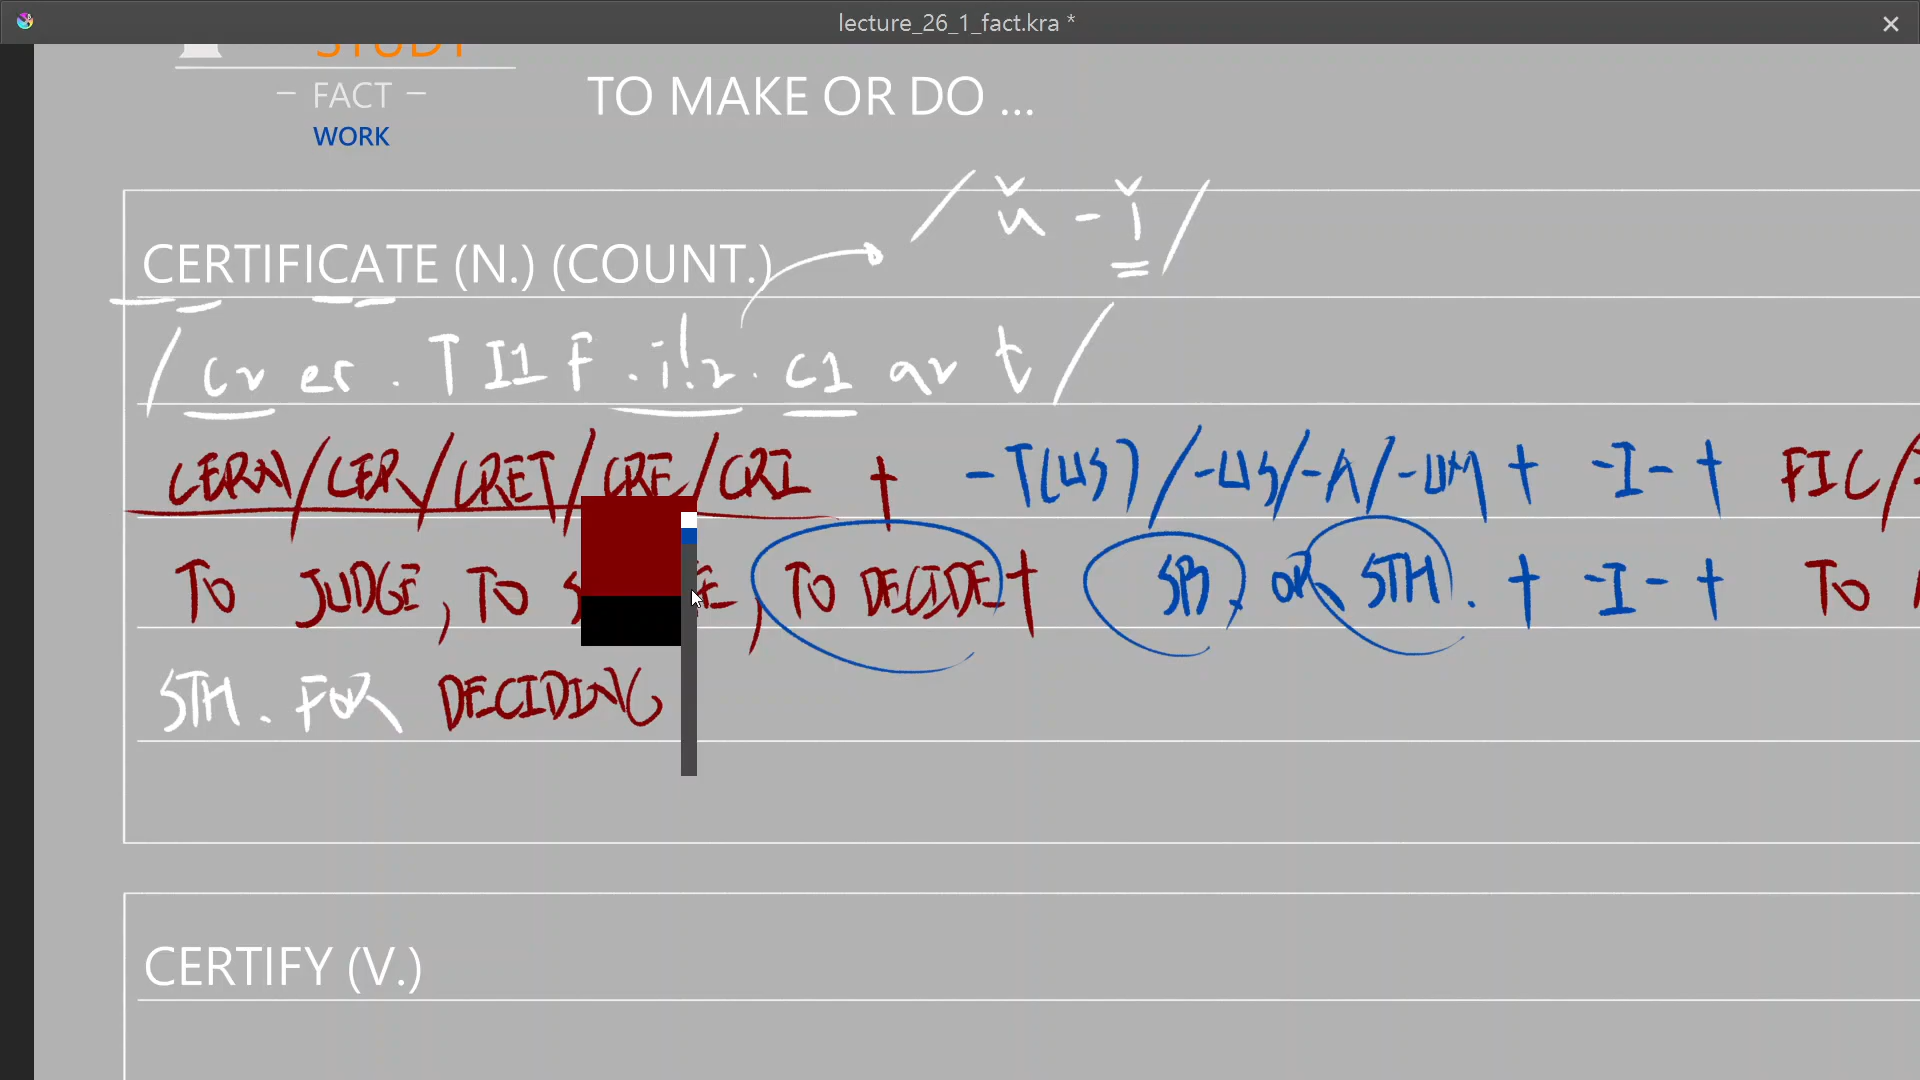 lecture_26_1_fact.kra *
STUDY
- FACT -
WORK
TO MAKE OR DO ...
/ ǔ - ǐ /
CERTIFICATE (N.) (COUNT.)
CERN/CER/CRET/CRE/CRI + -T(US)/-US/-A/-UM + -I- + FIC/
TO JUDGE, TO , TO DECIDE + SB. OR STH. + -I- + TO
STH. FOR DECIDING
CERTIFY (V.)